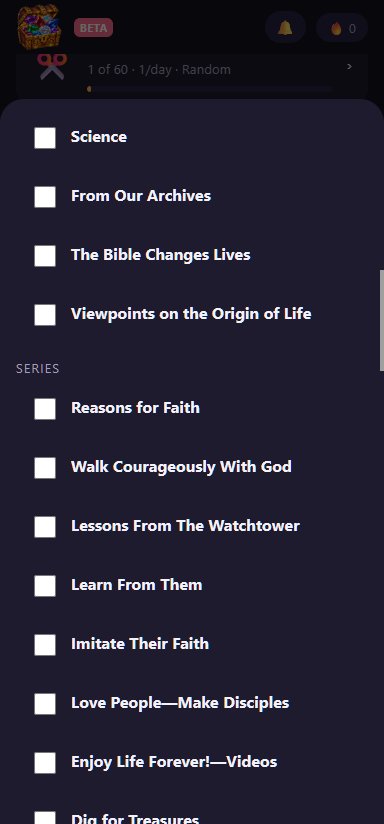 BETA
0
1 of 60 · 1/day · Random
›
Science
From Our Archives
The Bible Changes Lives
Viewpoints on the Origin of Life
SERIES
Reasons for Faith
Walk Courageously With God
Lessons From The Watchtower
Learn From Them
Imitate Their Faith
Love People—Make Disciples
Enjoy Life Forever!—Videos
Dig for Treasures